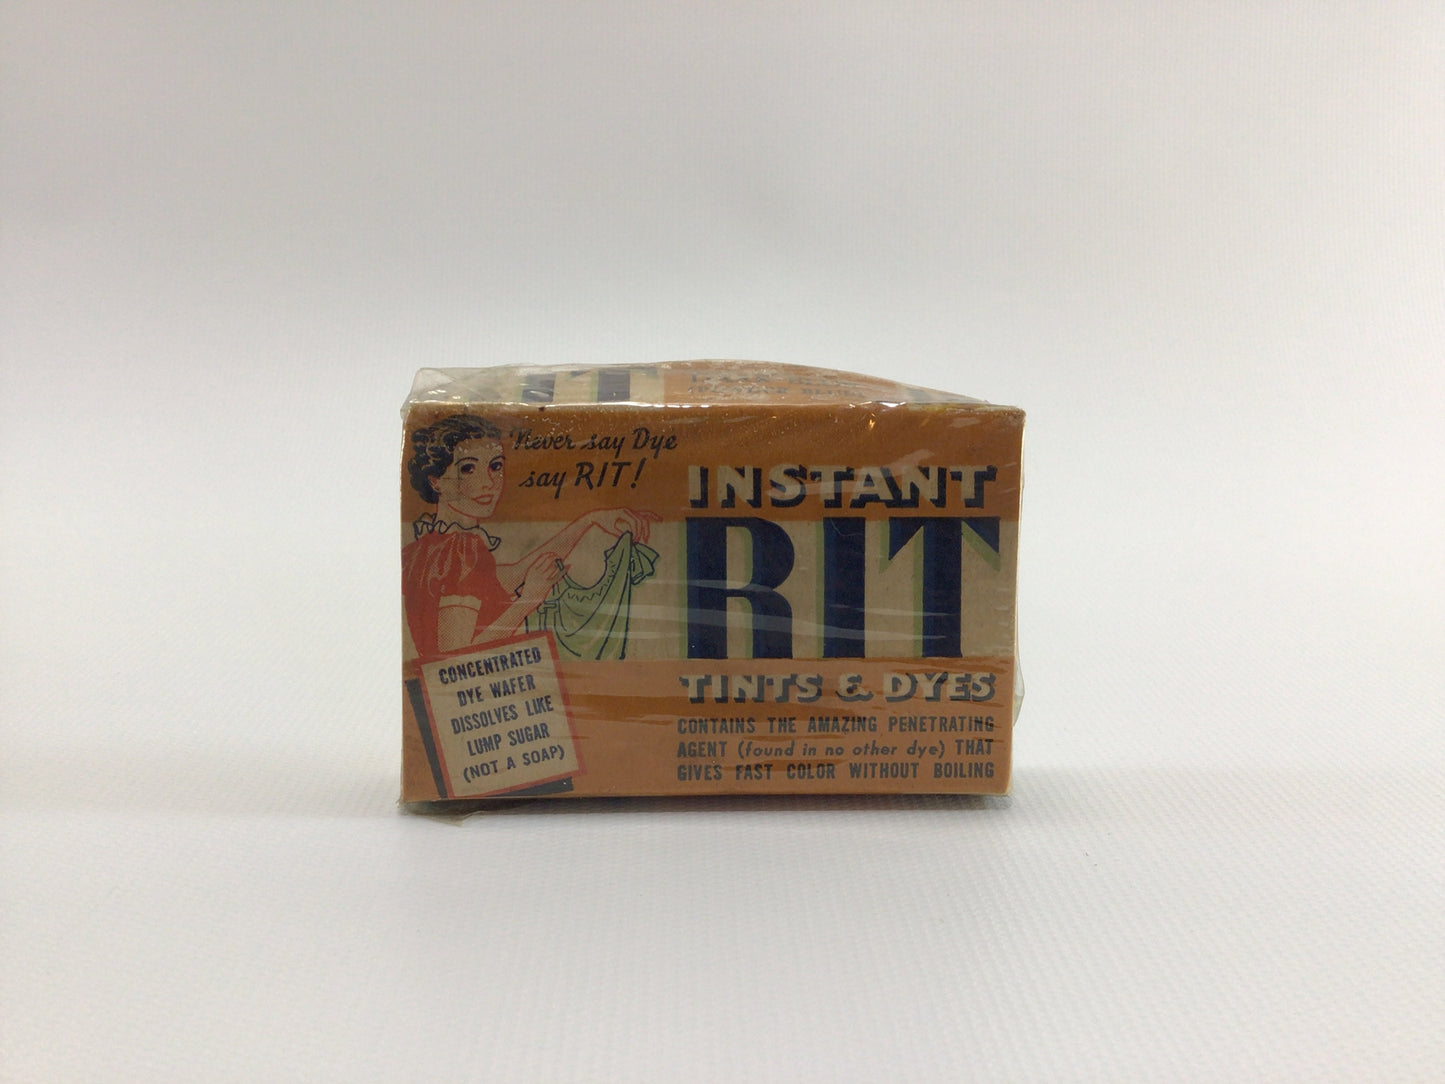 IT
Never say Dye
say RIT!
INSTANT
RIT
TINTS & DYES
CONTAINS THE AMAZING PENETRATING
AGENT (found in no other dye) THAT
GIVES FAST COLOR WITHOUT BOILING
CONCENTRATED
DYE WAFER
DISSOLVES LIKE
LUMP SUGAR
(NOT A SOAP)